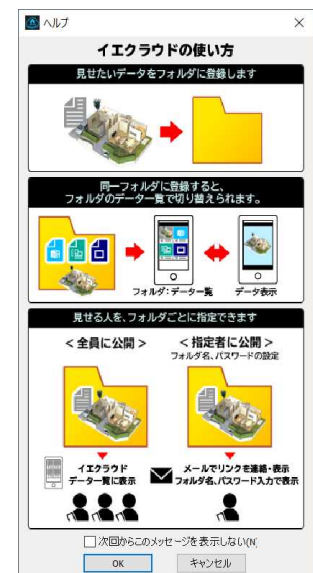 ヘルプ
イエクラウドの使い方
見せたいデータをフォルダに登録します
同一フォルダに登録すると、
フォルダのデータ一覧で切り替えられます。
フォルダ:データ一覧
データ表示
見せる人を、フォルダごとに指定できます
<全員に公開>
<指定者に公開>
フォルダ名、パスワードの設定
イエクラウド
データ一覧に表示
メールでリンクを連絡・表示
フォルダ名、パスワード入力で表示
次回からこのメッセージを表示しない(N
OK
キャンセル